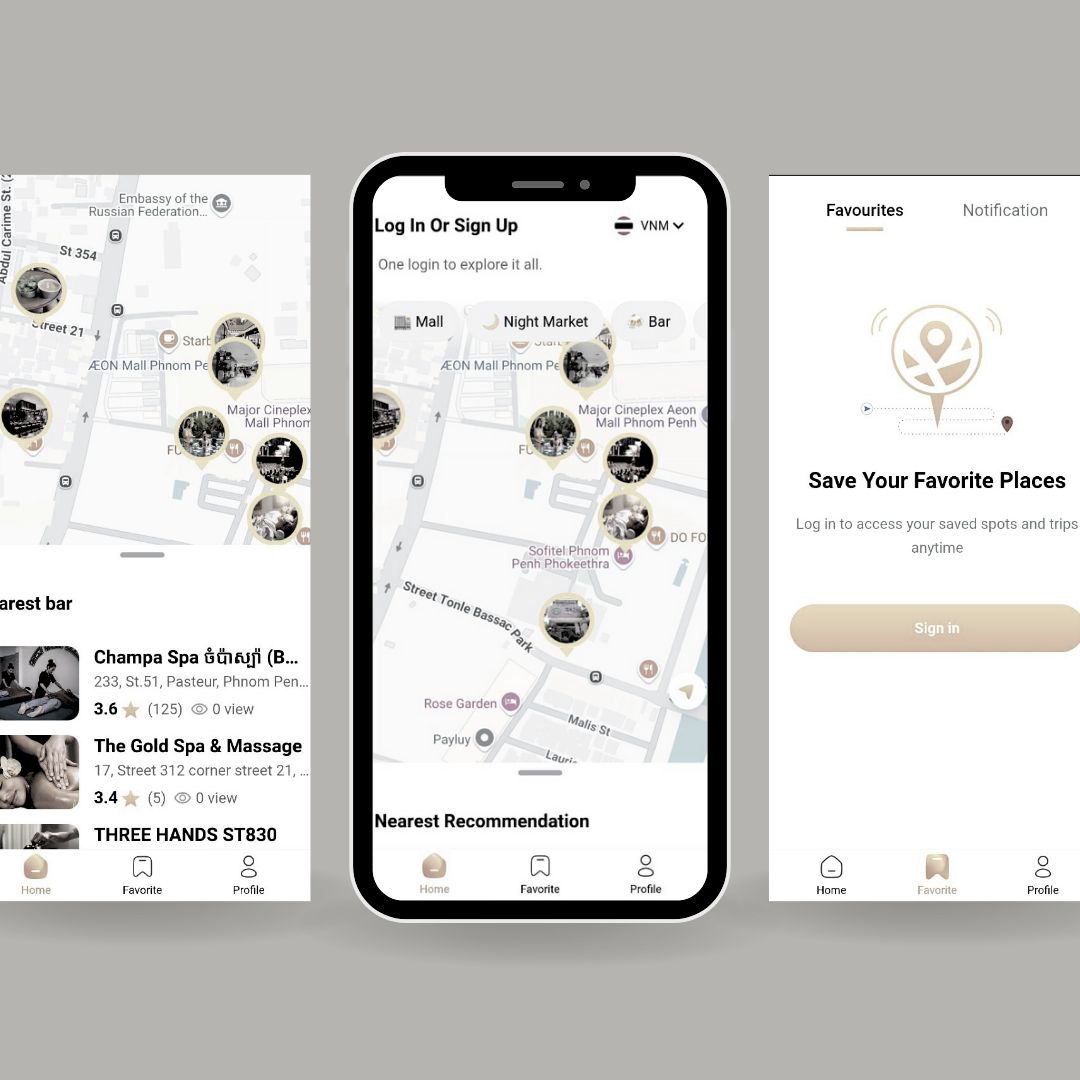 Embassy of the
Russian Federation...
Abdul Carime St.
St 354
Street 21
Starb
ÆON Mall Phnom Pe
Major Cineplex
Mall Phnom
FU
arest bar
Champa Spa ចំប៉ាស្ប៉ា (B...
233, St.51, Pasteur, Phnom Pen...
3.6 (125) 0 view
The Gold Spa & Massage
17, Street 312 corner street 21, ...
3.4 (5) 0 view
THREE HANDS ST830
Home Favorite Profile
Log In Or Sign Up VNM
One login to explore it all.
Mall Night Market Bar
Starb
ÆON Mall Phnom Pe
Major Cineplex Aeon
Mall Phnom Penh
FU
DO FO
Sofitel Phnom
Penh Phokeethra
Street Tonle Bassac Park
Rose Garden
Malis St
Payluy
Laurie
Nearest Recommendation
Home Favorite Profile
Favourites Notification
Save Your Favorite Places
Log in to access your saved spots and trips
anytime
Sign in
Home Favorite Profile